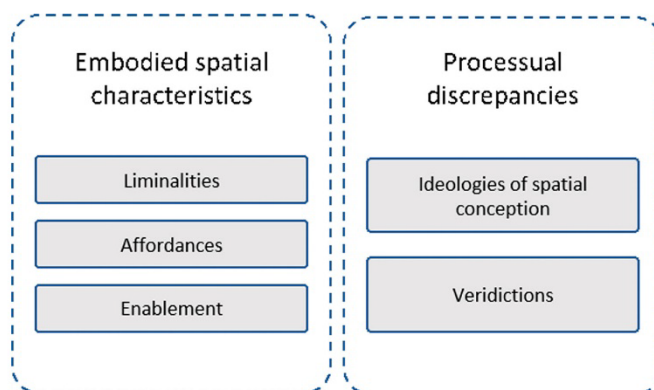 Embodied spatial
characteristics
Liminalities
Affordances
Enablement
Processual
discrepancies
Ideologies of spatial
conception
Veridictions